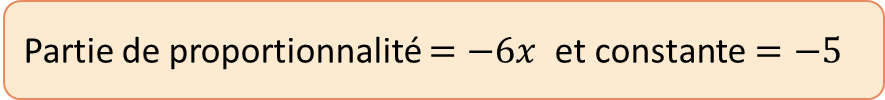 Partie de proportionnalité = −6𝑥 et constante = −5